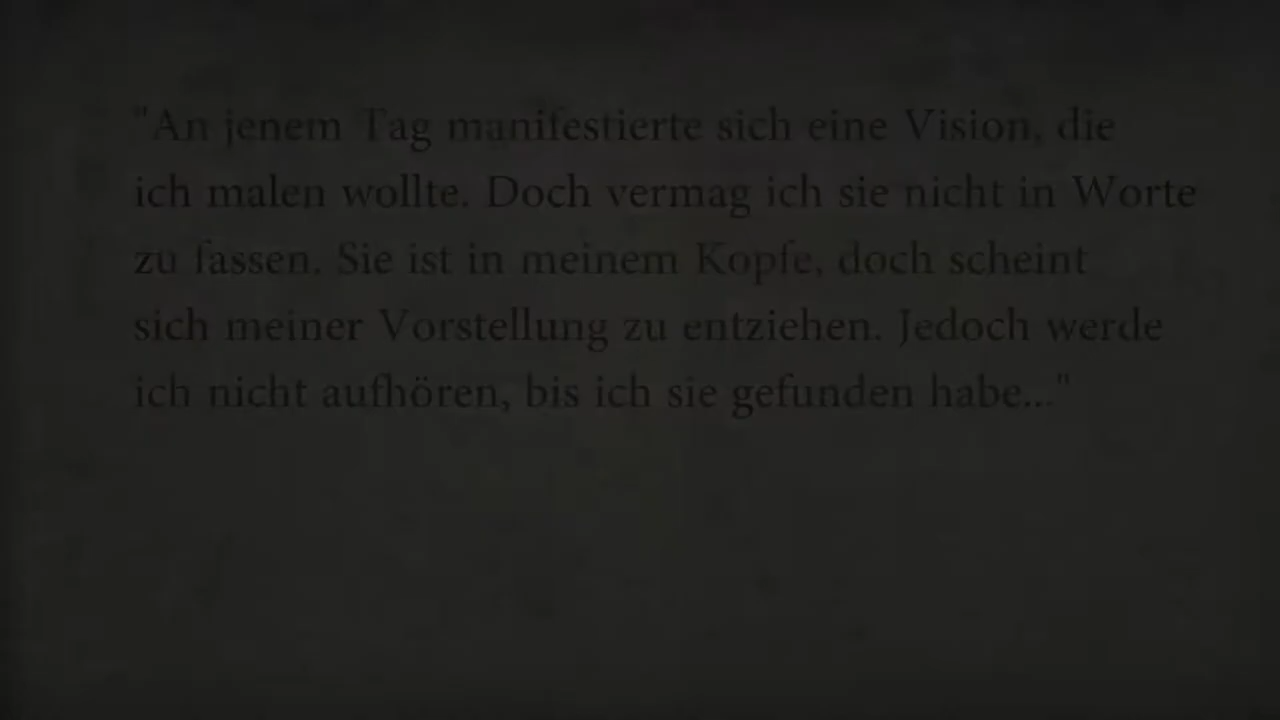 "An jenem Tag manifestierte sich eine Vision, die
ich malen wollte. Doch vermag ich sie nicht in Worte
zu fassen. Sie ist in meinem Kopfe, doch scheint
sich meiner Vorstellung zu entziehen. Jedoch werde
ich nicht aufhören, bis ich sie gefunden habe..."